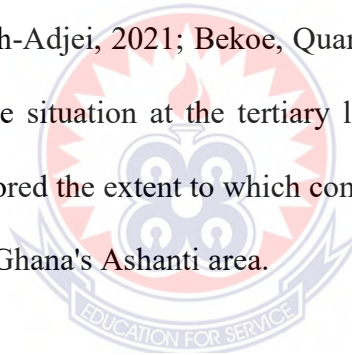 h-Adjei, 2021; Bekoe, Quar
e situation at the tertiary l
ored the extent to which con
Ghana's Ashanti area.
EDUCATION FOR SERVICE